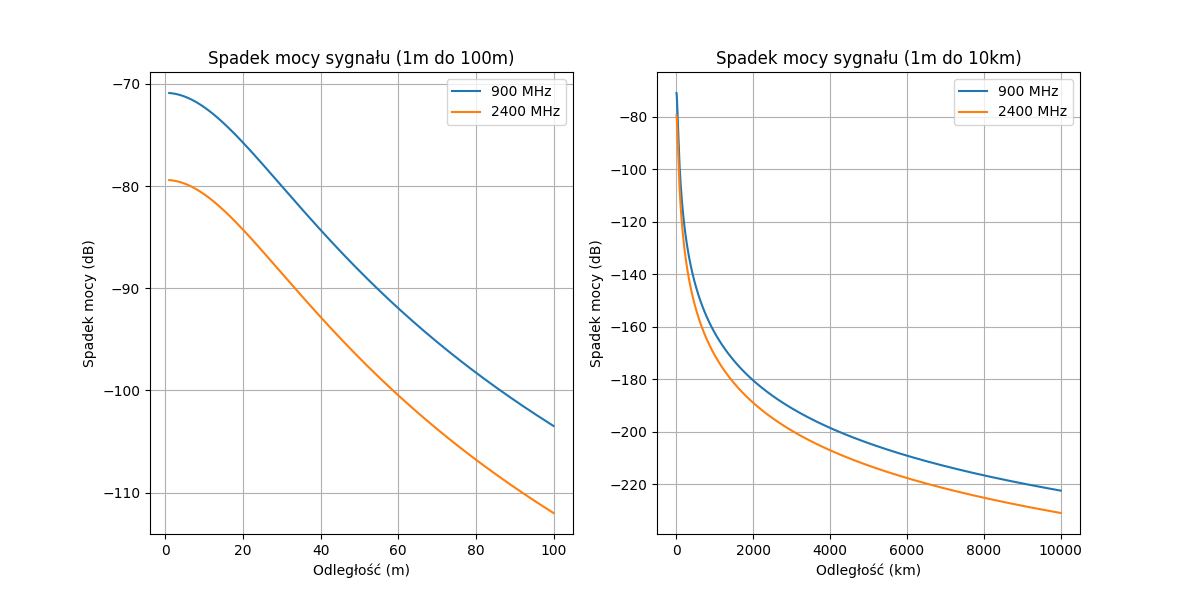 Spadek mocy sygnału (1m do 100m)
900 MHz
2400 MHz
−70
−80
−90
−100
−110
Spadek mocy (dB)
0 20 40 60 80 100
Odległość (m)
Spadek mocy sygnału (1m do 10km)
900 MHz
2400 MHz
−80
−100
−120
−140
−160
−180
−200
−220
Spadek mocy (dB)
0 2000 4000 6000 8000 10000
Odległość (km)